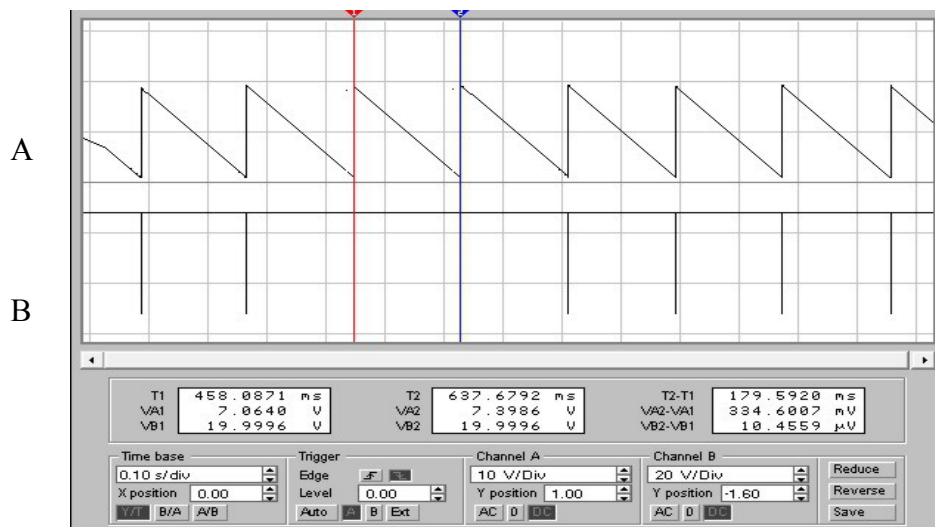 1 2
A
B
T1 458.0871 ms T2 637.6792 ms T2-T1 179.5920 ms
VA1 7.0640 V VA2 7.3986 V VA2-VA1 334.6007 mV
VB1 19.9996 V VB2 19.9996 V VB2-VB1 10.4559 µV
Time base Trigger Channel A Channel B
0.10 s/div Edge 10 V/Div 20 V/Div Reduce
X position 0.00 Level 0.00 Y position 1.00 Y position -1.60 Reverse
Y/T B/A A/B Auto A B Ext AC 0 DC AC 0 DC Save